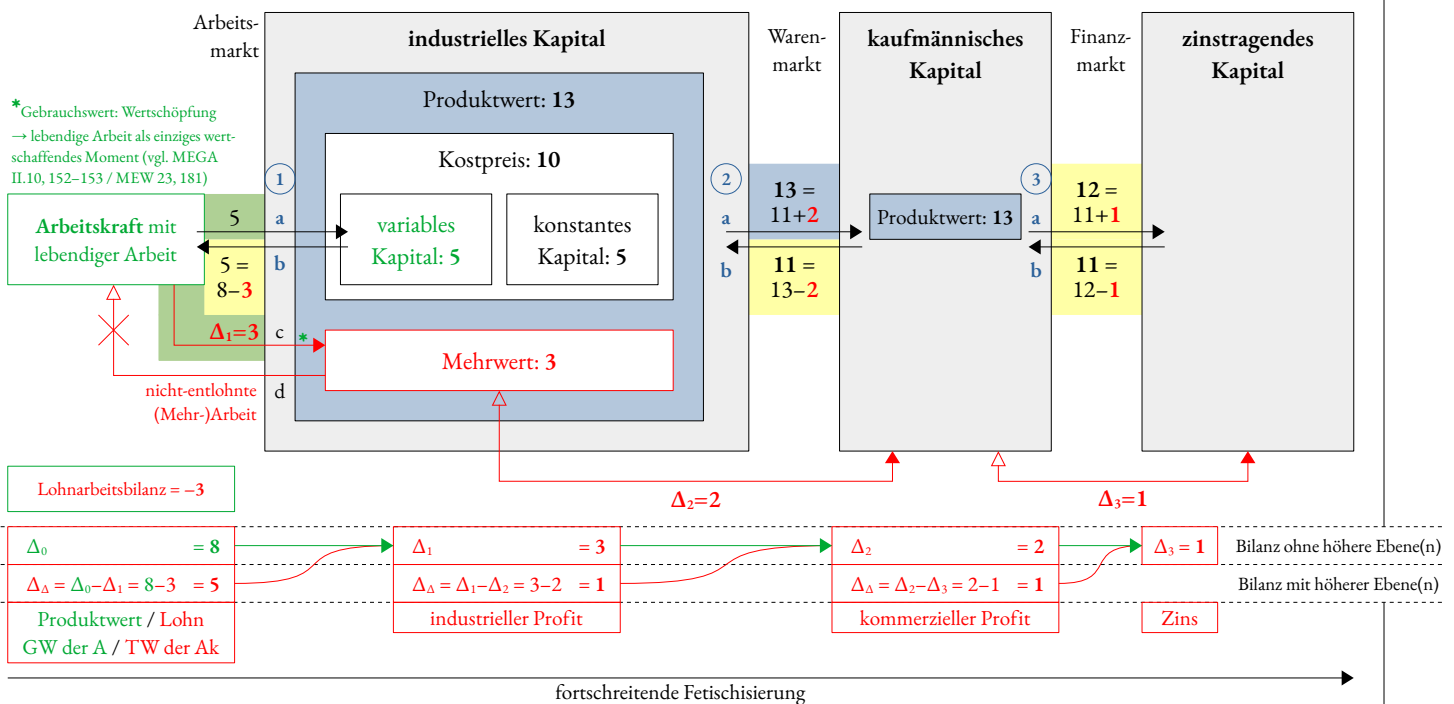 Arbeits-
markt
industrielles Kapital
Waren-
markt
kaufmännisches
Kapital
Finanz-
markt
zinstragendes
Kapital
*Gebrauchswert: Wertschöpfung
→ lebendige Arbeit als einziges wert-
schaffendes Moment (vgl. MEGA
II.10, 152–153 / MEW 23, 181)
Produktwert: 13
Kostpreis: 10
1
2
3
Arbeitskraft mit
lebendiger Arbeit
5
a
b
5 =
8–3
variables
Kapital: 5
konstantes
Kapital: 5
a
b
13 =
11+2
11 =
13–2
Produktwert: 13
a
b
12 =
11+1
11 =
12–1
Δ1=3
c
*
Mehrwert: 3
nicht-entlohnte
(Mehr-)Arbeit
d
Δ2=2
Δ3=1
Lohnarbeitsbilanz = –3
Δ0 = 8
Δ1 = 3
Δ2 = 2
Δ3 = 1
Bilanz ohne höhere Ebene(n)
ΔΔ = Δ0–Δ1 = 8–3 = 5
ΔΔ = Δ1–Δ2 = 3–2 = 1
ΔΔ = Δ2–Δ3 = 2–1 = 1
Bilanz mit höherer Ebene(n)
Produktwert / Lohn
GW der A / TW der Ak
industrieller Profit
kommerzieller Profit
Zins
fortschreitende Fetischisierung